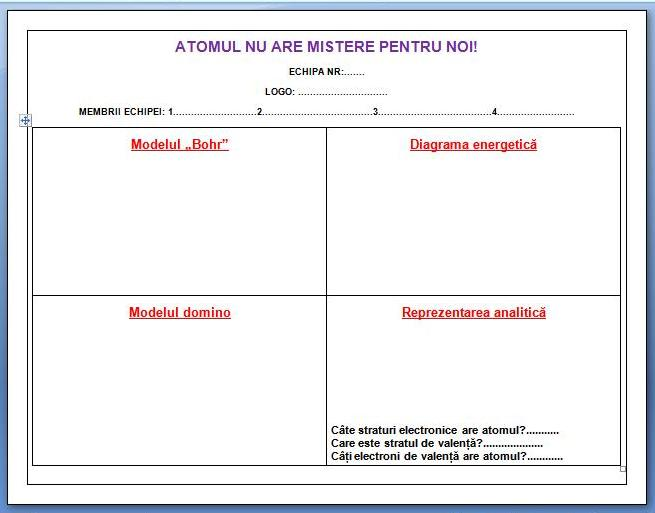 ATOMUL NU ARE MISTERE PENTRU NOI!
ECHIPA NR:.......
LOGO: ..............................
MEMBRII ECHIPEI: 1............................2.....................................3......................................4..........................
Modelul „Bohr”
Diagrama energetică
Modelul domino
Reprezentarea analitică
Câte straturi electronice are atomul?...........
Care este stratul de valență?....................
Câți electroni de valență are atomul?............